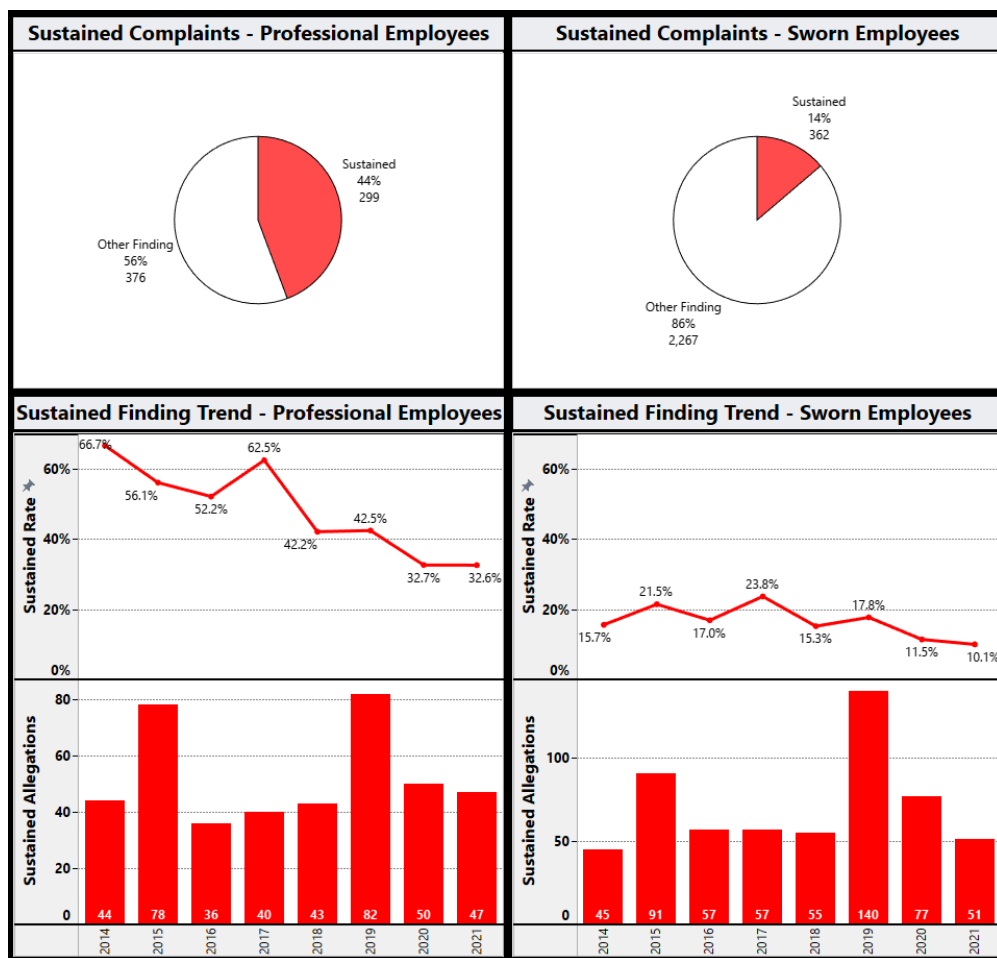 Sustained Complaints - Professional Employees
Sustained
44%
299
Other Finding
56%
376
Sustained Complaints - Sworn Employees
Sustained
14%
362
Other Finding
86%
2,267
Sustained Finding Trend - Professional Employees
Sustained Rate
60%
40%
20%
0%
66.7%
56.1%
52.2%
62.5%
42.2%
42.5%
32.7%
32.6%
Sustained Allegations
80
60
40
20
0
44 78 36 40 43 82 50 47
2014 2015 2016 2017 2018 2019 2020 2021
Sustained Finding Trend - Sworn Employees
Sustained Rate
60%
40%
20%
0%
15.7%
21.5%
17.0%
23.8%
15.3%
17.8%
11.5%
10.1%
Sustained Allegations
100
50
0
45 91 57 57 55 140 77 51
2014 2015 2016 2017 2018 2019 2020 2021